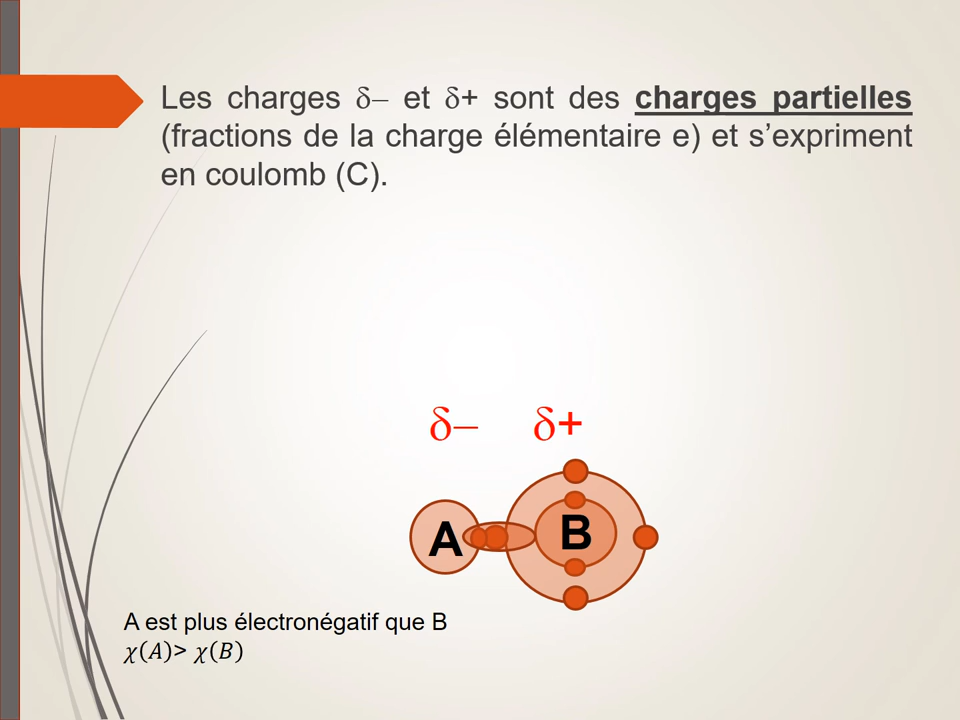 Les charges δ– et δ+ sont des charges partielles
(fractions de la charge élémentaire e) et s’expriment
en coulomb (C).
δ– δ+
A B
A est plus électronégatif que B
χ(A)> χ(B)